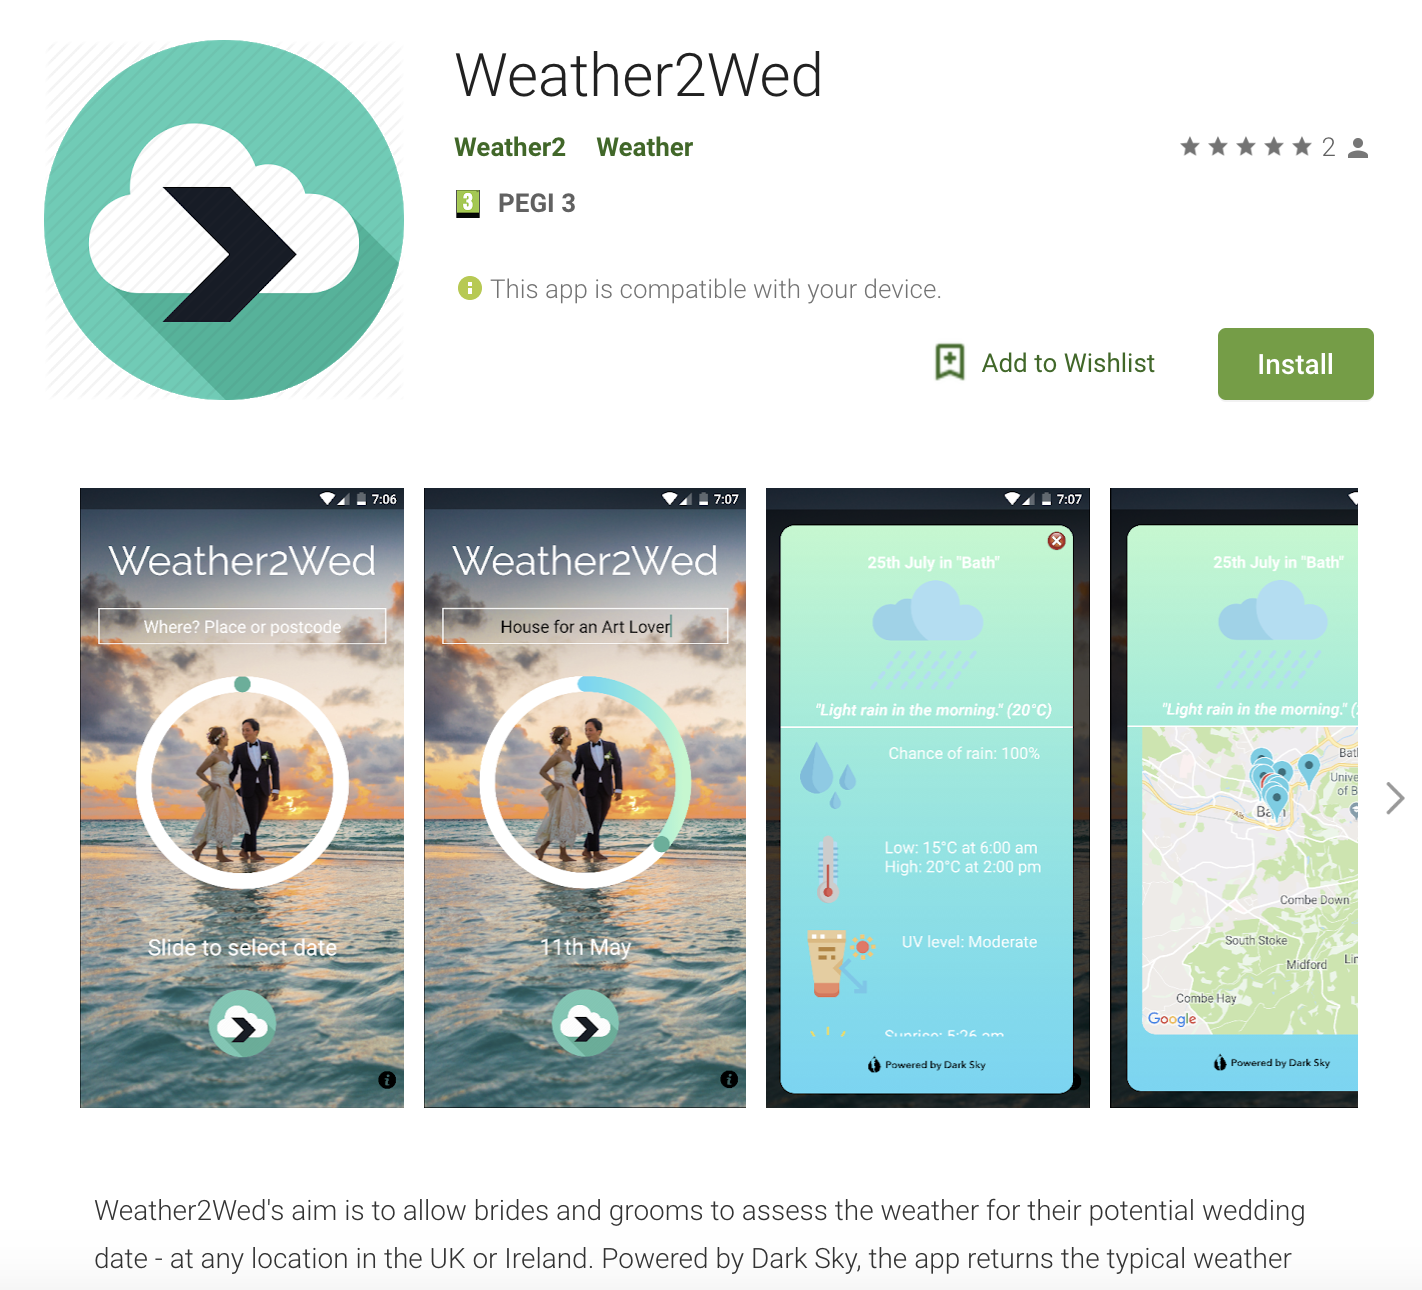 Weather2Wed
Weather2 Weather
2
3 PEGI 3
This app is compatible with your device.
Add to Wishlist
Install
7:06
Weather2Wed
Where? Place or postcode
Slide to select date
7:07
Weather2Wed
House for an Art Lover
11th May
7:07
25th July in "Bath"
"Light rain in the morning." (20°C)
Chance of rain: 100%
Low: 15°C at 6:00 am
High: 20°C at 2:00 pm
UV level: Moderate
Sunrise: 5:26 am
Powered by Dark Sky
25th July in "Bath"
"Light rain in the morning." (
Bat
Unive
of B
Combe Down
South Stoke
Midford
Lin
Combe Hay
Google
Powered by Dark Sky
Weather2Wed's aim is to allow brides and grooms to assess the weather for their potential wedding
date - at any location in the UK or Ireland. Powered by Dark Sky, the app returns the typical weather